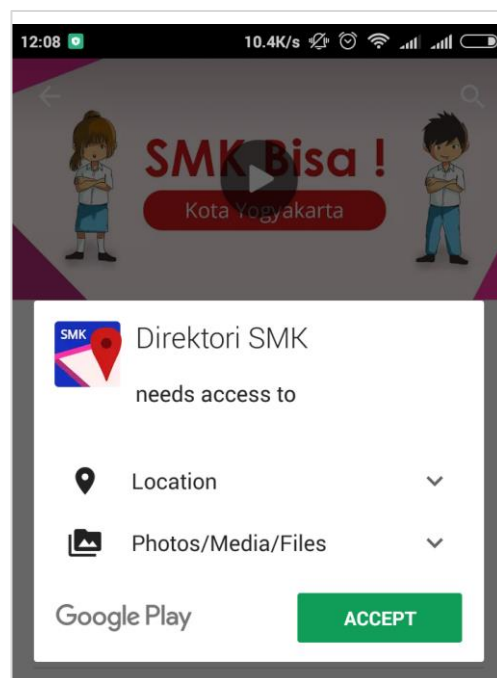 12:08 10.4K/s
SMK Bisa !
Kota Yogyakarta
SMK
Direktori SMK
needs access to
Location
Photos/Media/Files
Google Play
ACCEPT